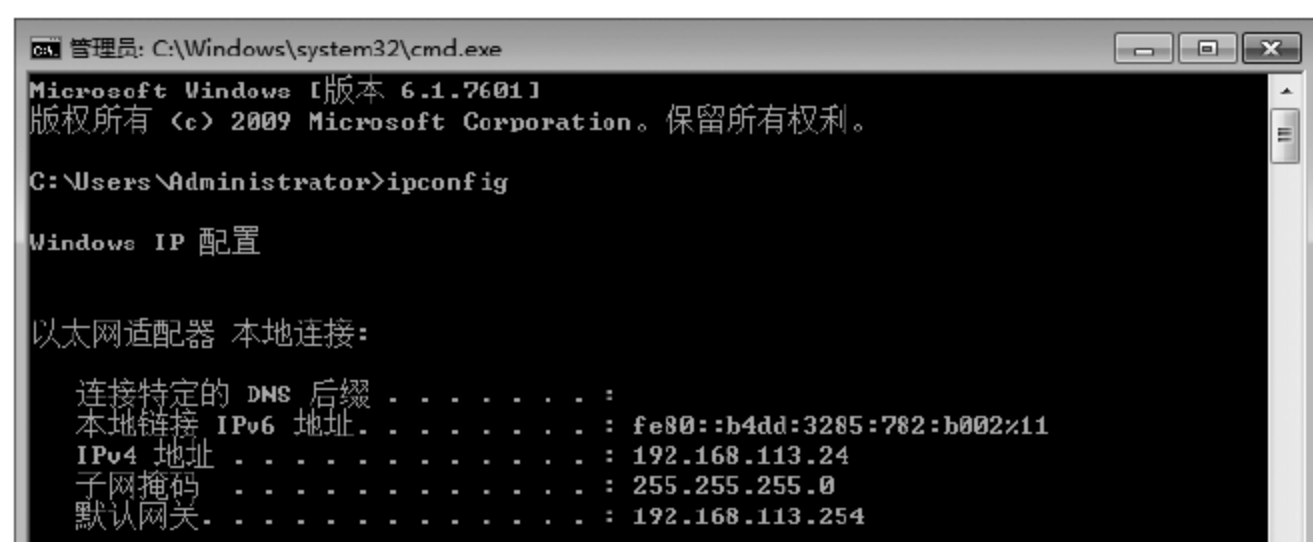 管理员: C:\Windows\system32\cmd.exe
Microsoft Windows [版本 6.1.7601]
版权所有 (c) 2009 Microsoft Corporation。保留所有权利。
C:\Users\Administrator>ipconfig
Windows IP 配置
以太网适配器 本地连接:
连接特定的 DNS 后缀 . . . . . . . :
本地链接 IPv6 地址. . . . . . . . : fe80::b4dd:3285:782:b002%11
IPv4 地址 . . . . . . . . . . . . : 192.168.113.24
子网掩码 . . . . . . . . . . . . : 255.255.255.0
默认网关. . . . . . . . . . . . . : 192.168.113.254